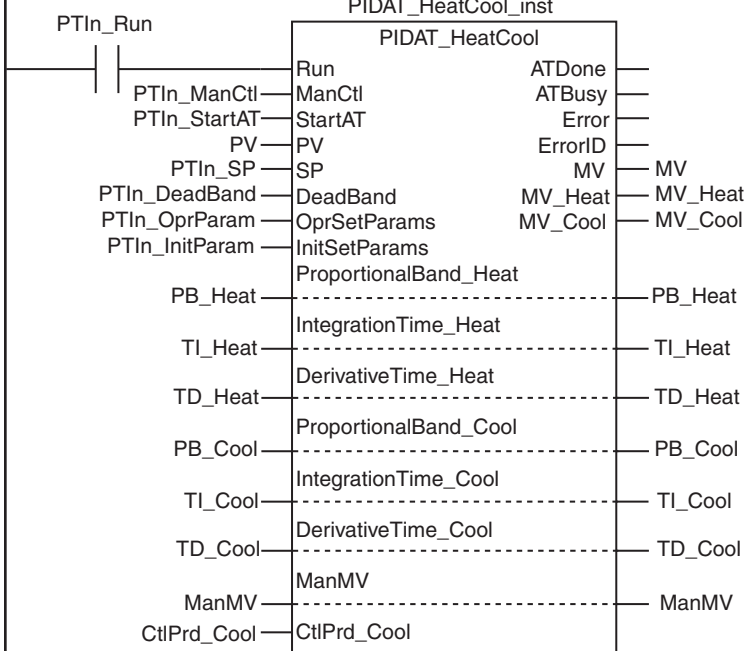 PIDAT_HeatCool_inst
PTIn_Run
PIDAT_HeatCool
Run ATDone
PTIn_ManCtl ManCtl ATBusy
PTIn_StartAT StartAT Error
PV PV ErrorID
PTIn_SP SP MV MV
PTIn_DeadBand DeadBand MV_Heat MV_Heat
PTIn_OprParam OprSetParams MV_Cool MV_Cool
PTIn_InitParam InitSetParams
ProportionalBand_Heat
PB_Heat PB_Heat
IntegrationTime_Heat
TI_Heat TI_Heat
DerivativeTime_Heat
TD_Heat TD_Heat
ProportionalBand_Cool
PB_Cool PB_Cool
IntegrationTime_Cool
TI_Cool TI_Cool
DerivativeTime_Cool
TD_Cool TD_Cool
ManMV
ManMV ManMV
CtlPrd_Cool CtlPrd_Cool